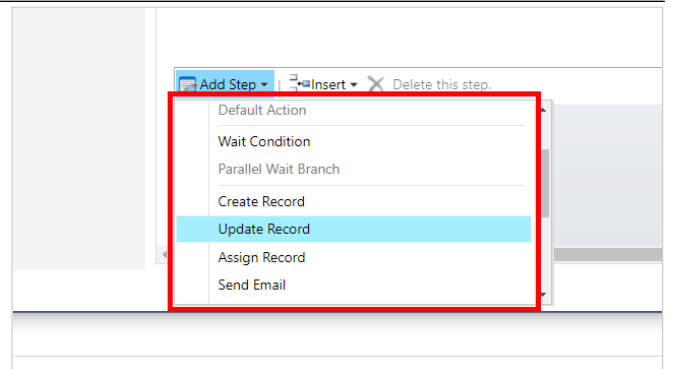 Add Step Insert Delete this step.
Default Action
Wait Condition
Parallel Wait Branch
Create Record
Update Record
Assign Record
Send Email